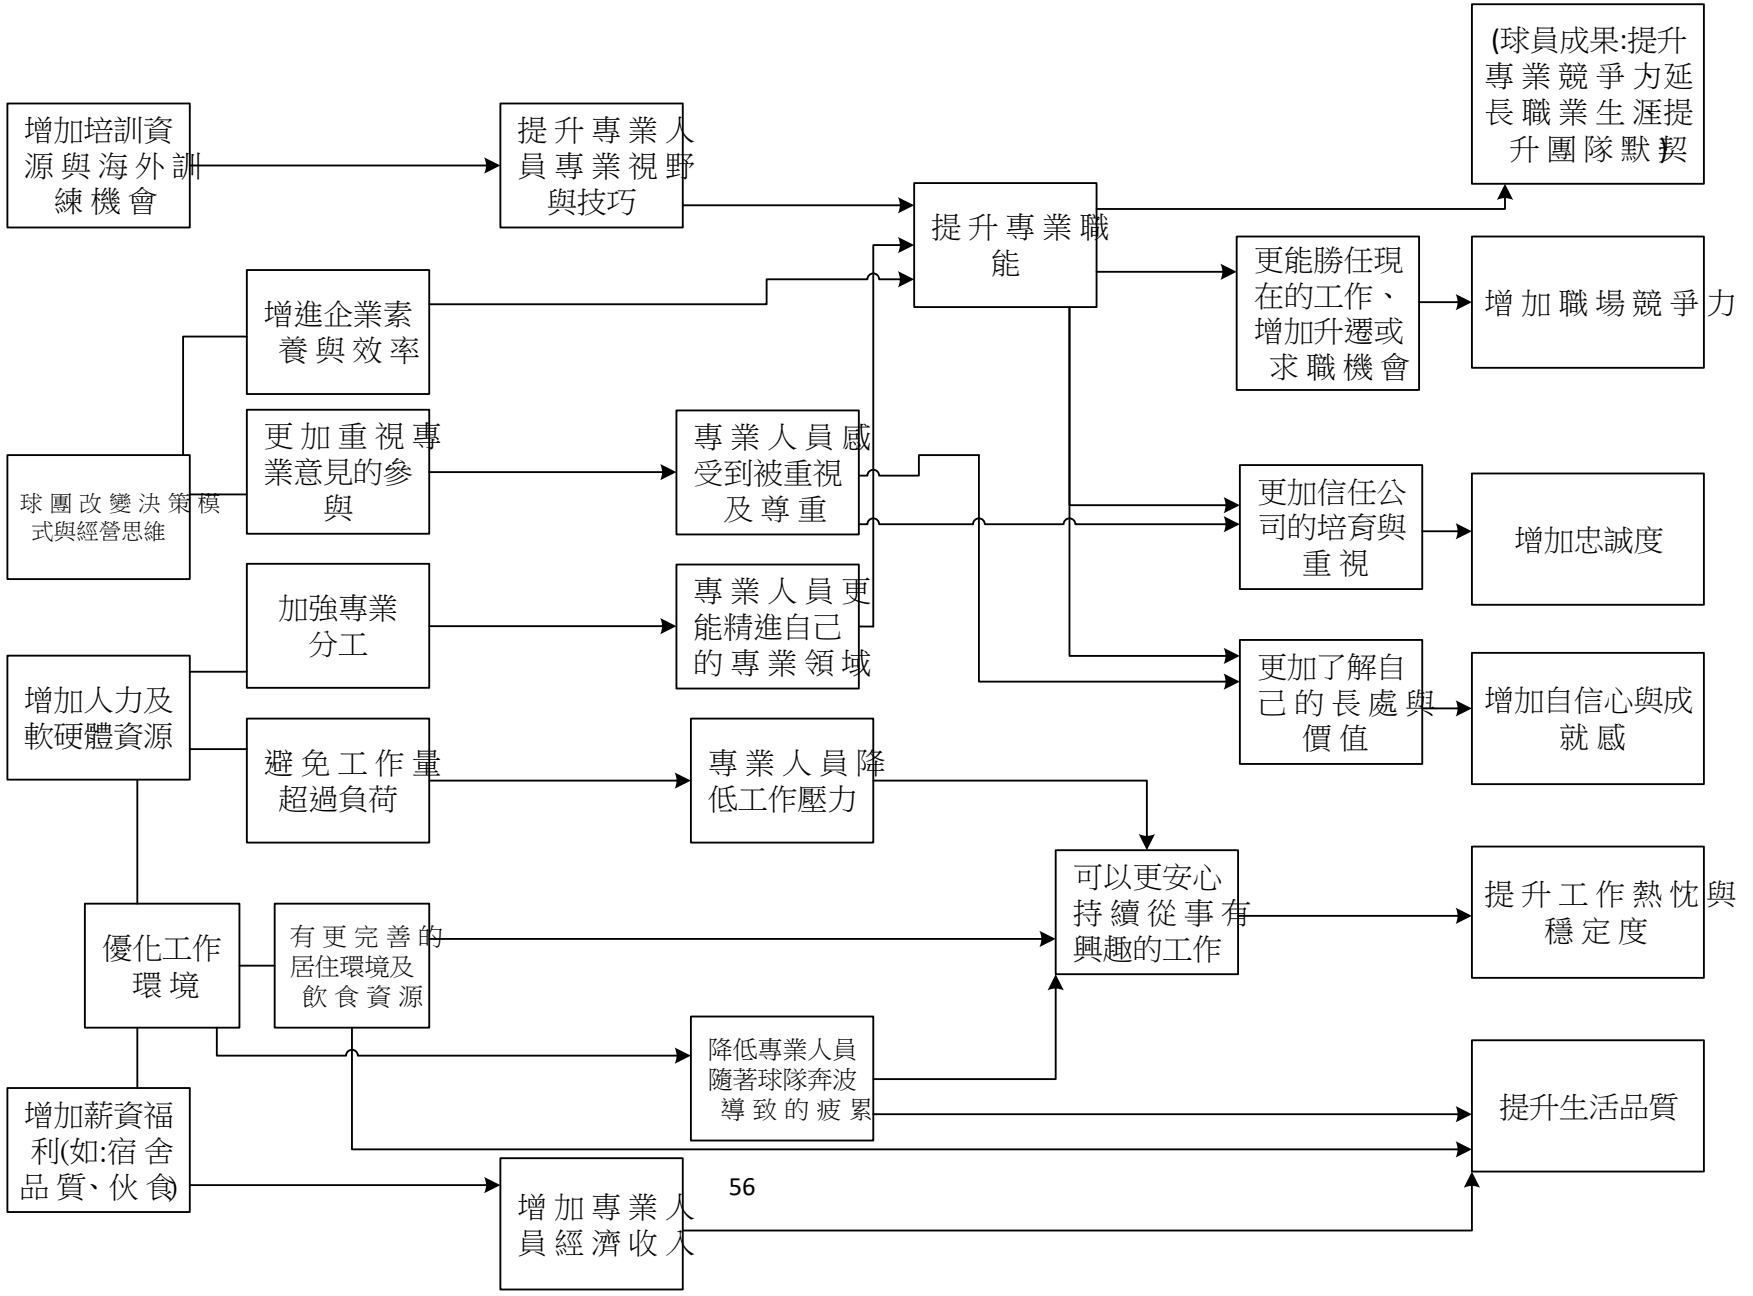 (球員成果:提升
專業競爭力延
長職業生涯提
升團隊默契)
增加培訓資
源與海外訓
練機會
提升專業人
員專業視野
與技巧
提升專業職
能
更能勝任現
在的工作、
增加升遷或
求職機會
增加職場競爭力
增進企業素
養與效率
更加重視專
業意見的參
與
專業人員感
受到被重視
及尊重
球團改變決策模
式與經營思維
更加信任公
司的培育與
重視
增加忠誠度
加強專業
分工
專業人員更
能精進自己
的專業領域
增加人力及
軟硬體資源
更加了解自
己的長處與
價值
增加自信心與成
就感
避免工作量
超過負荷
專業人員降
低工作壓力
可以更安心
持續從事有
興趣的工作
提升工作熱忱與
穩定度
優化工作
環境
有更完善的
居住環境及
飲食資源
降低專業人員
隨著球隊奔波
導致的疲累
提升生活品質
增加薪資福
利(如:宿舍
品質、伙食)
增加專業人
員經濟收入
56